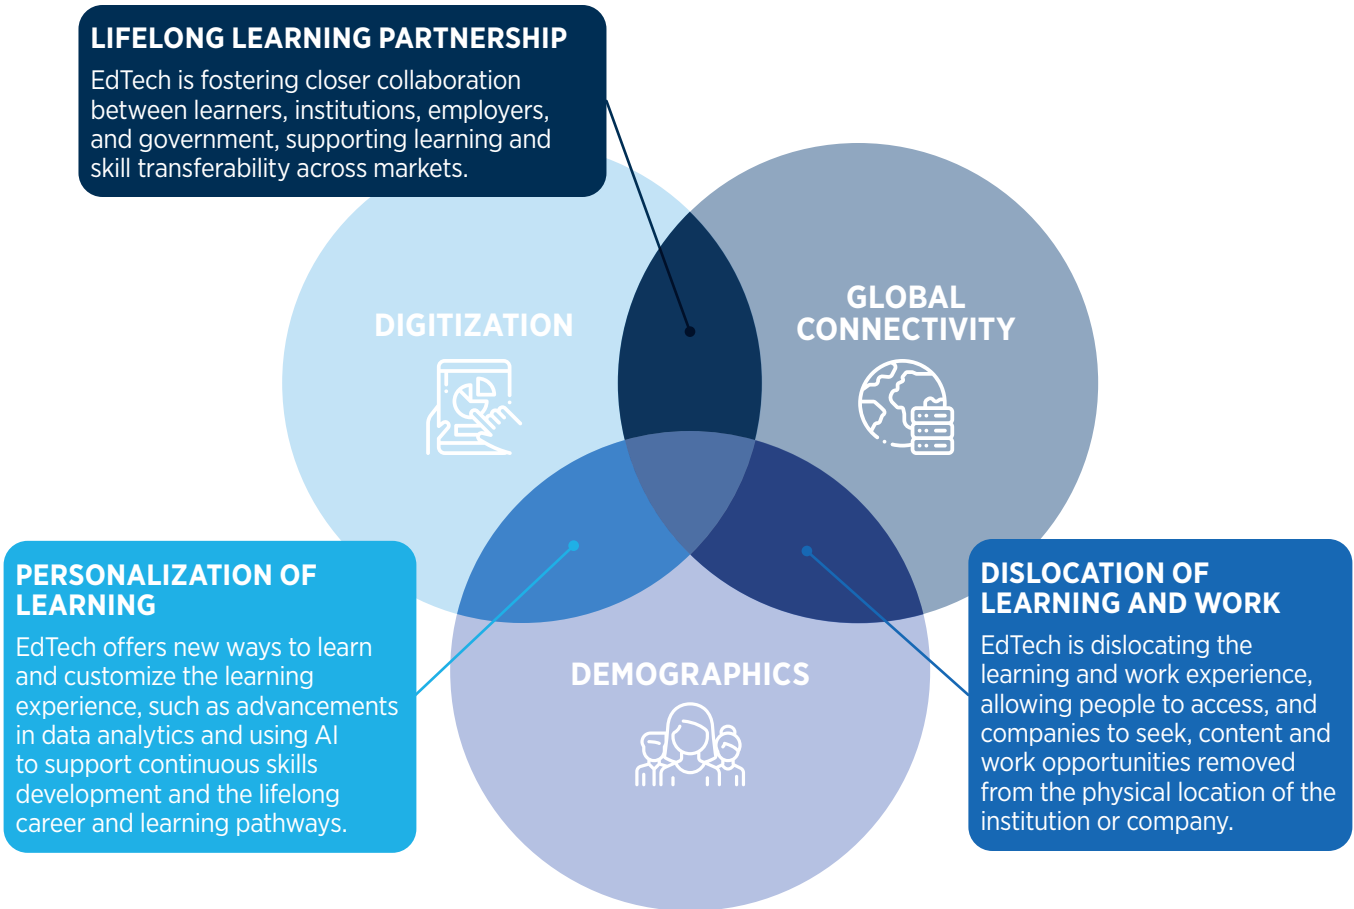 LIFELONG LEARNING PARTNERSHIP
EdTech is fostering closer collaboration
between learners, institutions, employers,
and government, supporting learning and
skill transferability across markets.
DIGITIZATION
GLOBAL
CONNECTIVITY
PERSONALIZATION OF
LEARNING
EdTech offers new ways to learn
and customize the learning
experience, such as advancements
in data analytics and using AI
to support continuous skills
development and the lifelong
career and learning pathways.
DEMOGRAPHICS
DISLOCATION OF
LEARNING AND WORK
EdTech is dislocating the
learning and work experience,
allowing people to access, and
companies to seek, content and
work opportunities removed
from the physical location of the
institution or company.